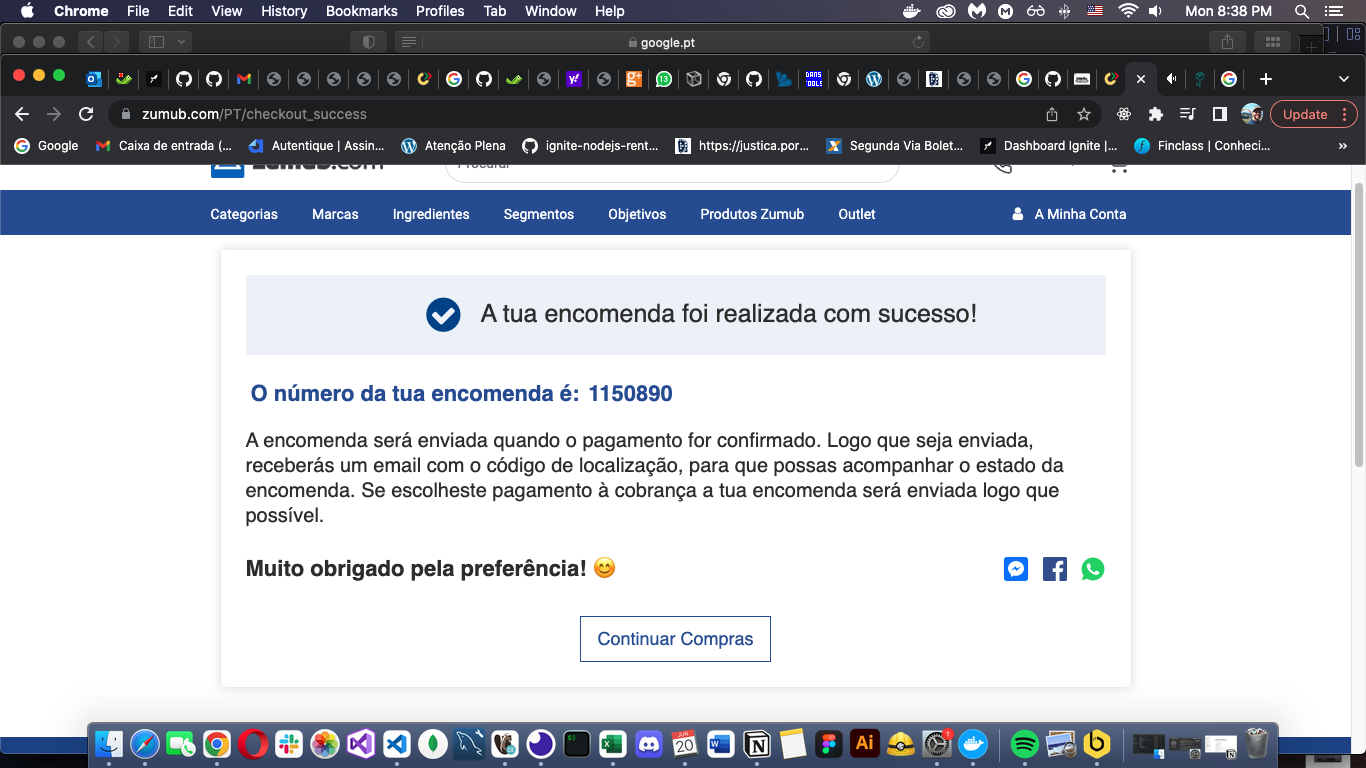 Chrome File Edit View History Bookmarks Profiles Tab Window Help
Mon 8:38 PM
google.pt
zumub.com/PT/checkout_success
Update
Google Caixa de entrada (... Autentique | Assin... Atenção Plena ignite-nodejs-rent... https://justica.por... Segunda Via Bolet... Dashboard Ignite |... Finclass | Conheci... »
zumub.com
Procurar
Categorias Marcas Ingredientes Segmentos Objetivos Produtos Zumub Outlet A Minha Conta
A tua encomenda foi realizada com sucesso!
O número da tua encomenda é: 1150890
A encomenda será enviada quando o pagamento for confirmado. Logo que seja enviada,
receberás um email com o código de localização, para que possas acompanhar o estado da
encomenda. Se escolheste pagamento à cobrança a tua encomenda será enviada logo que
possível.
Muito obrigado pela preferência! 😊
Continuar Compras
JUN
20
1